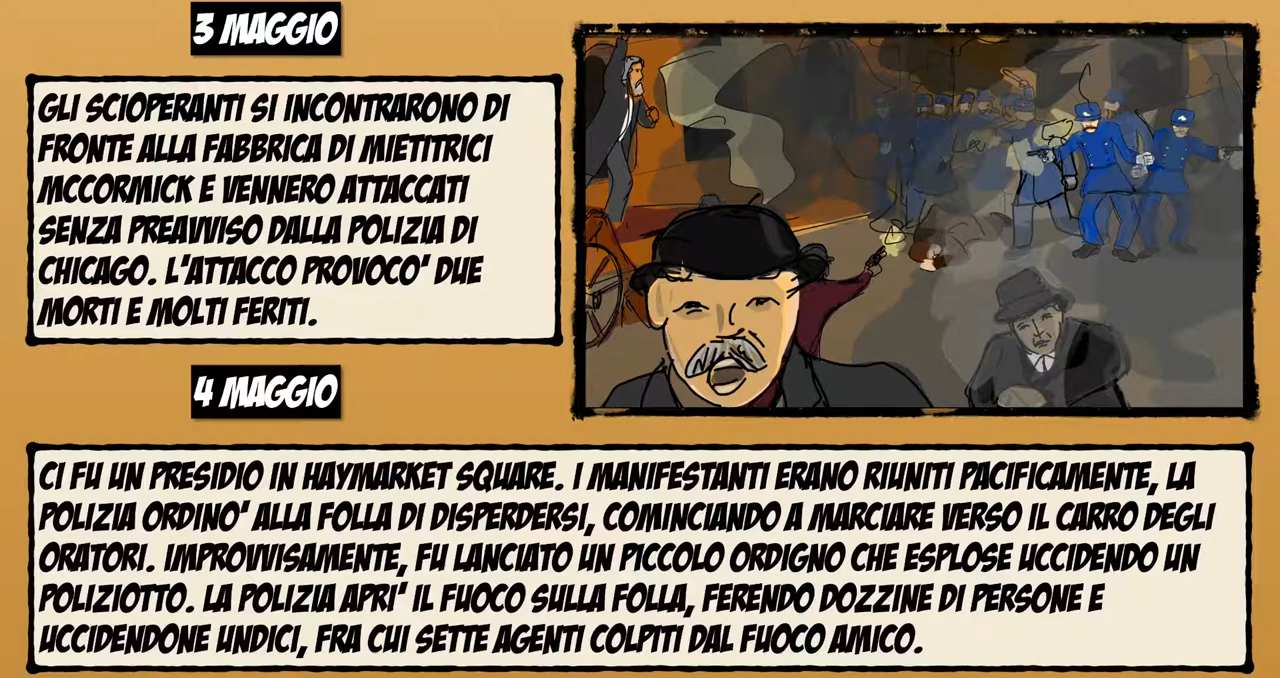 3 MAGGIO
GLI SCIOPERANTI SI INCONTRARONO DI
FRONTE ALLA FABBRICA DI MIETITRICI
MCCORMICK E VENNERO ATTACCATI
SENZA PREAVVISO DALLA POLIZIA DI
CHICAGO. L'ATTACCO PROVOCO' DUE
MORTI E MOLTI FERITI.
4 MAGGIO
CI FU UN PRESIDIO IN HAYMARKET SQUARE. I MANIFESTANTI ERANO RIUNITI PACIFICAMENTE, LA
POLIZIA ORDINO' ALLA FOLLA DI DISPERDERSI, COMINCIANDO A MARCIARE VERSO IL CARRO DEGLI
ORATORI. IMPROVVISAMENTE, FU LANCIATO UN PICCOLO ORDIGNO CHE ESPLOSE UCCIDENDO UN
POLIZIOTTO. LA POLIZIA APRI' IL FUOCO SULLA FOLLA, FERENDO DOZZINE DI PERSONE E
UCCIDENDONE UNDICI, FRA CUI SETTE AGENTI COLPITI DAL FUOCO AMICO.